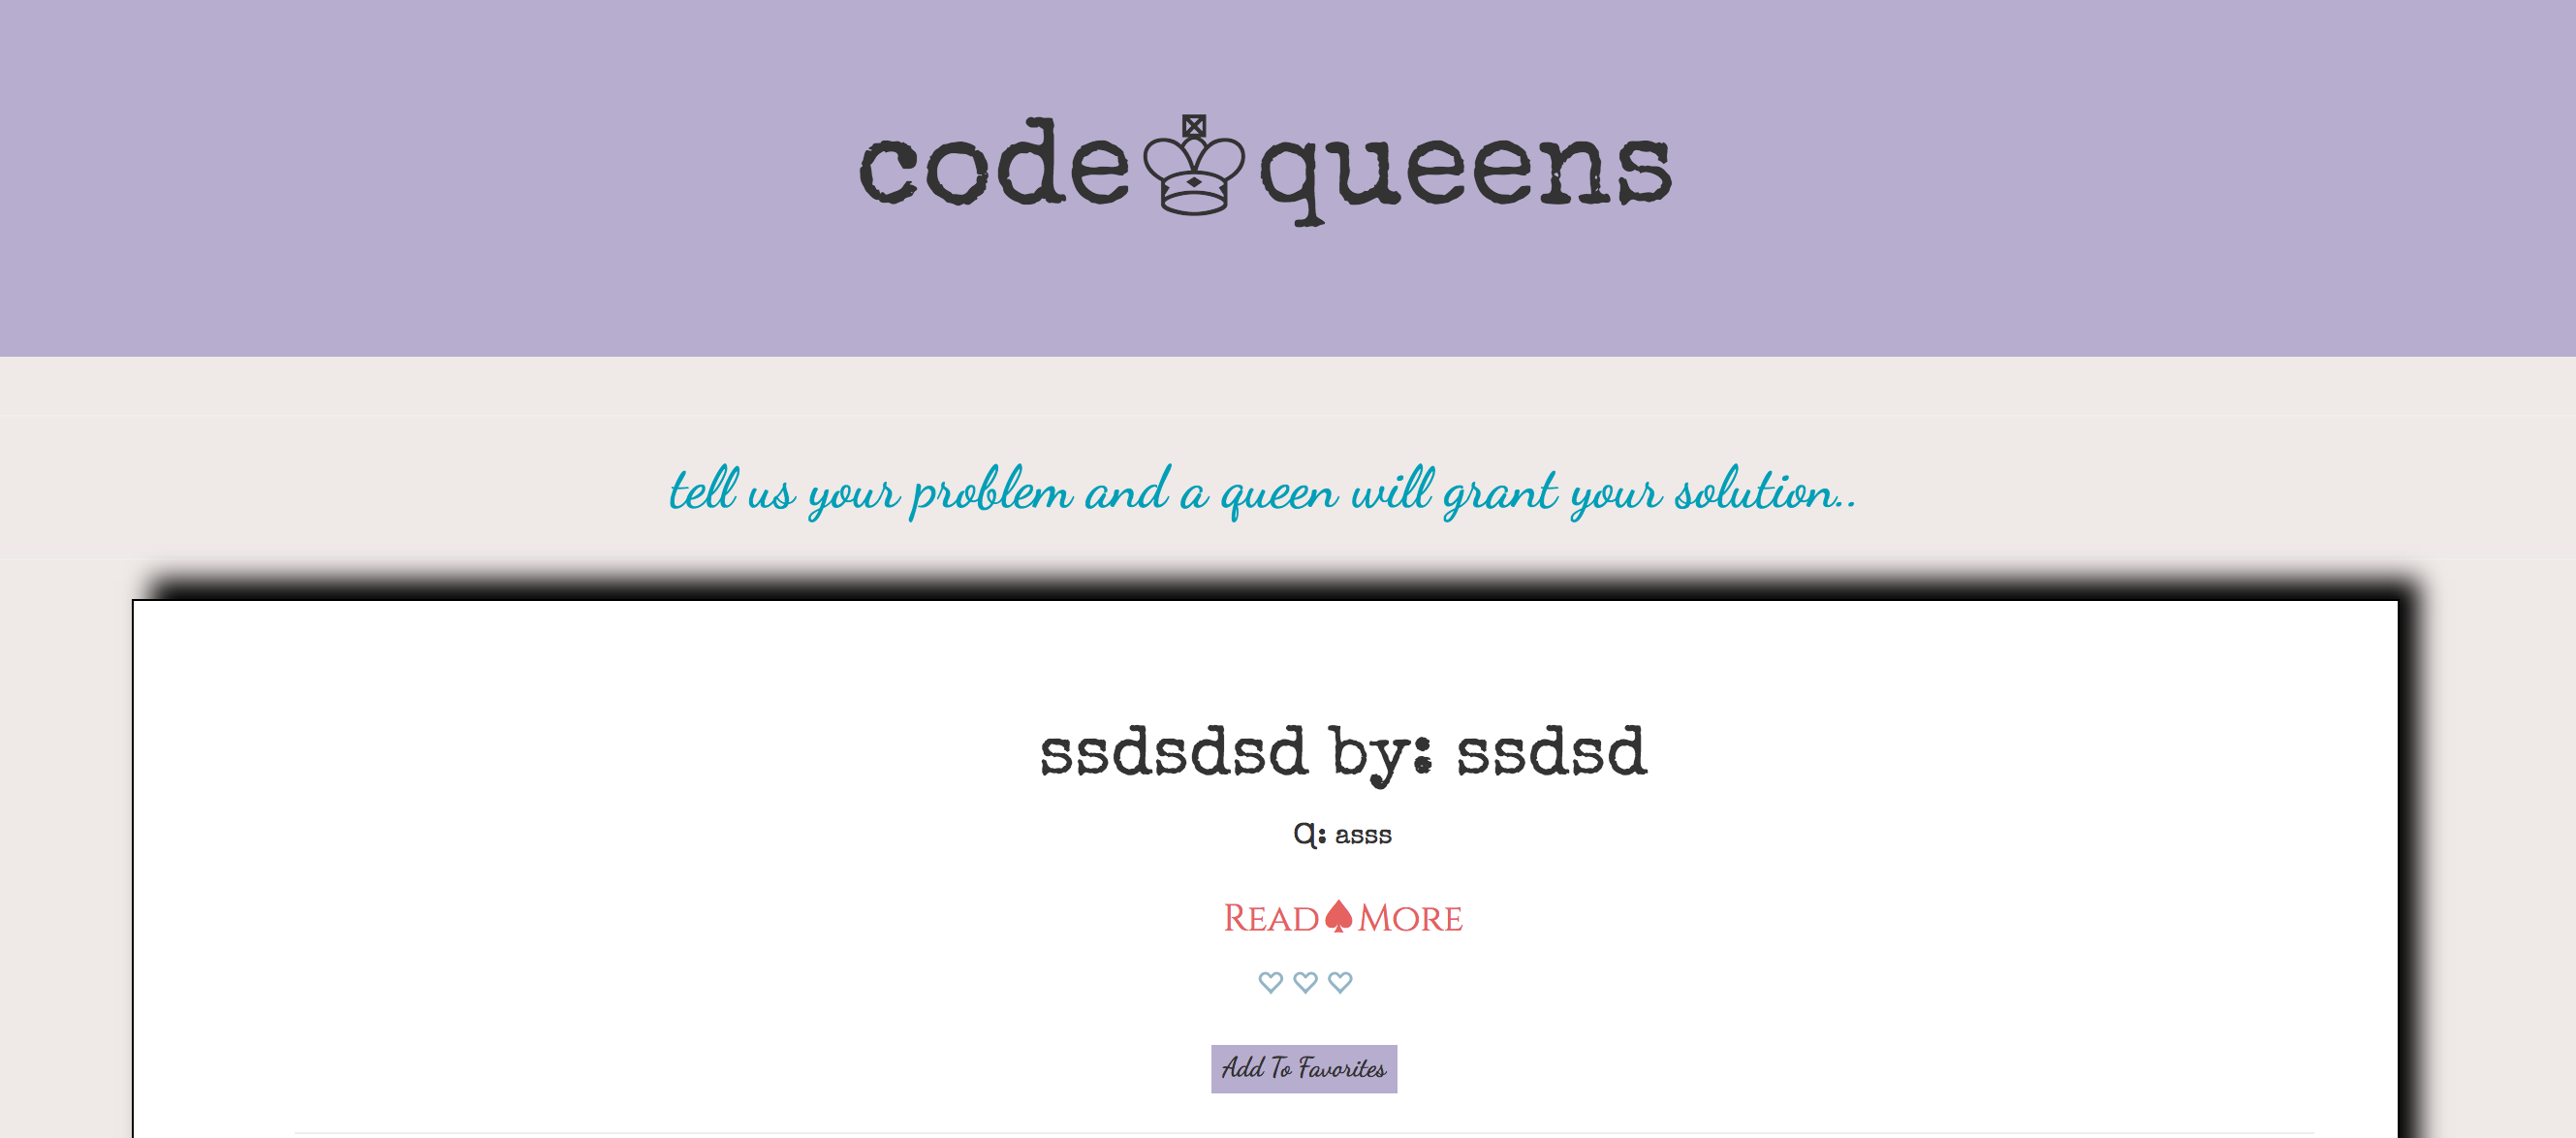 code♔queens
tell us your problem and a queen will grant your solution..
ssdsdsd by: ssdsd
Q: asss
Read♠More
♡ ♡ ♡
Add To Favorites